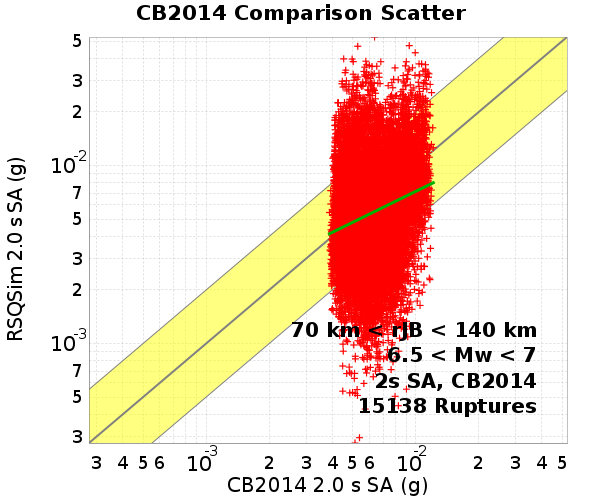 CB2014 Comparison Scatter
RSQSim 2.0 s SA (g)
5
3
2
10-2
7
5
3
2
10-3
7
5
3
70 km < rJB < 140 km
6.5 < Mw < 7
2s SA, CB2014
15138 Ruptures
3 4 5 6 10-3 2 3 4 5 6 10-2 2 3 4 5
CB2014 2.0 s SA (g)